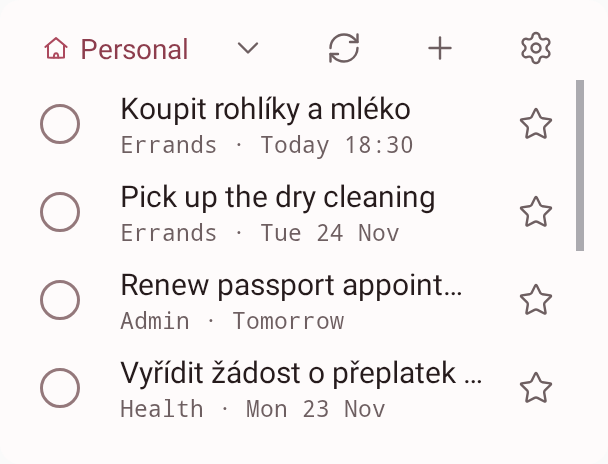 Personal
Koupit rohlíky a mléko
Errands · Today 18:30
Pick up the dry cleaning
Errands · Tue 24 Nov
Renew passport appoint…
Admin · Tomorrow
Vyřídit žádost o přeplatek …
Health · Mon 23 Nov